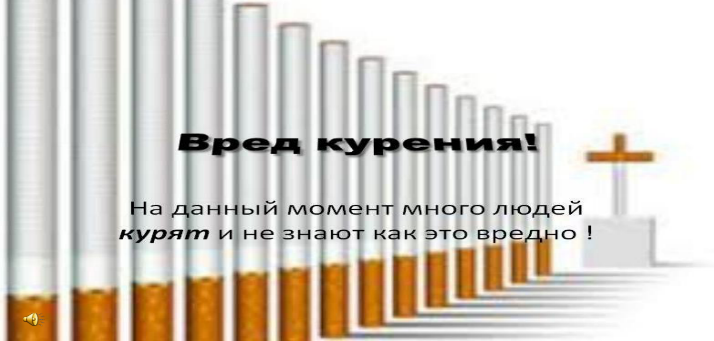 Вред курения!
На данный момент много людей
курят и не знают как это вредно !